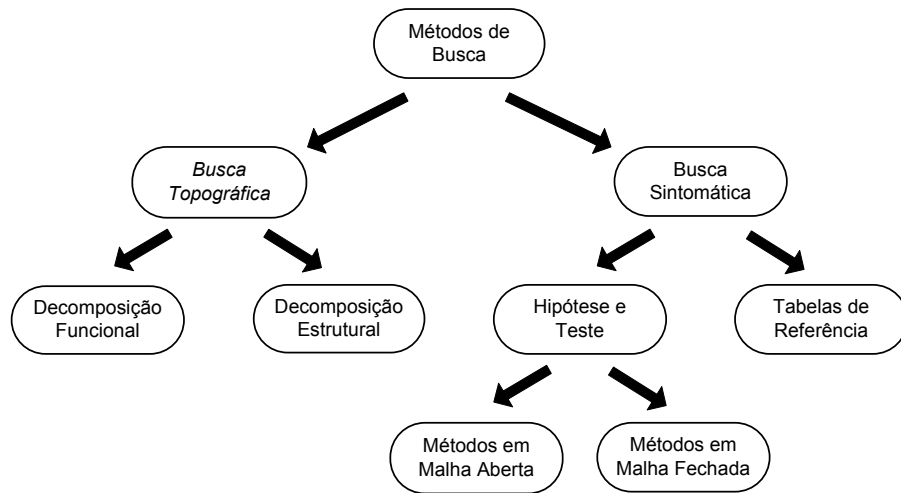 Métodos de
Busca
Busca
Topográfica
Busca
Sintomática
Decomposição
Funcional
Decomposição
Estrutural
Hipótese e
Teste
Tabelas de
Referência
Métodos em
Malha Aberta
Métodos em
Malha Fechada